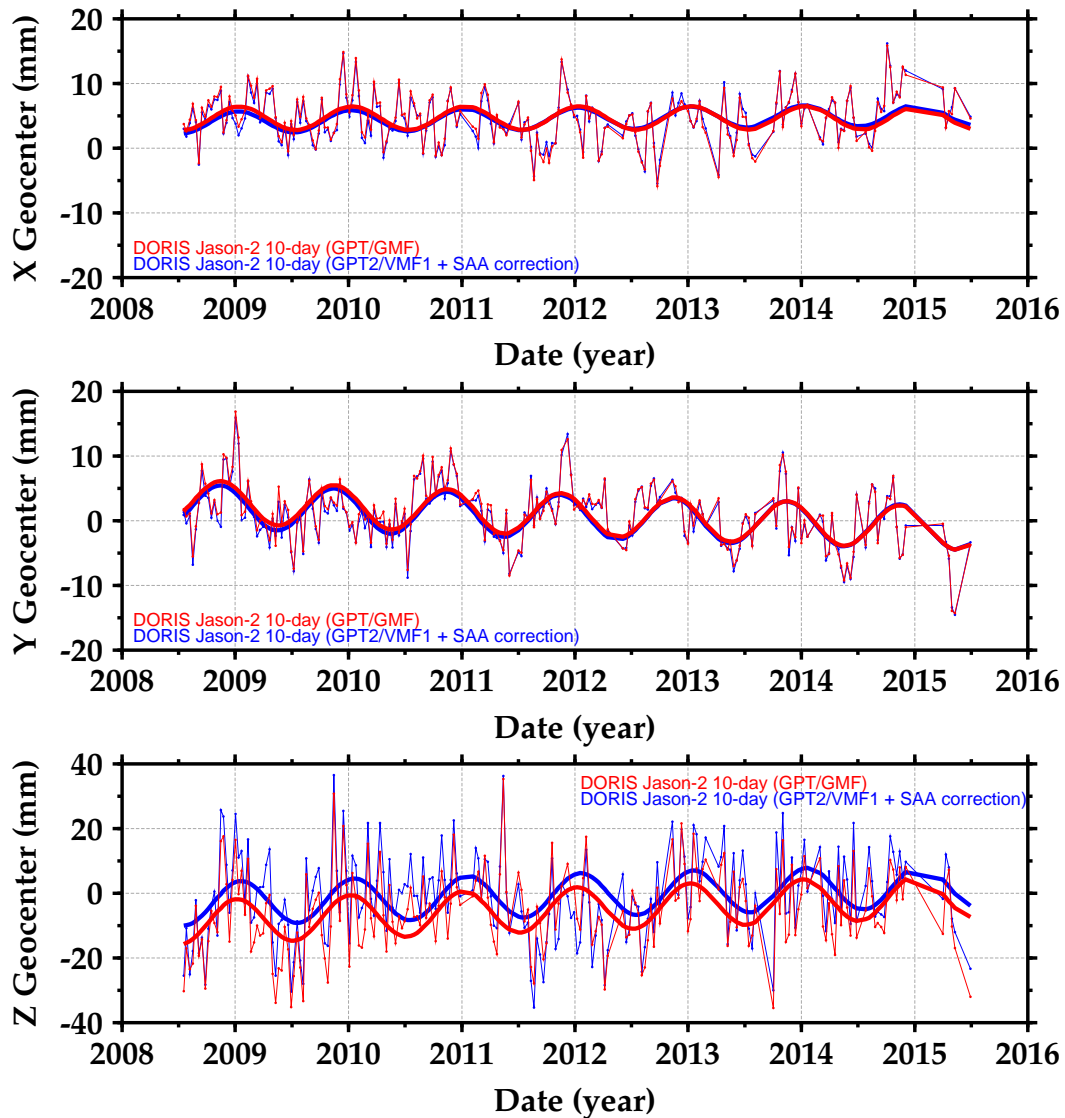 20
10
0
-10
-20
X Geocenter (mm)
DORIS Jason-2 10-day (GPT/GMF)
DORIS Jason-2 10-day (GPT2/VMF1 + SAA correction)
2008 2009 2010 2011 2012 2013 2014 2015 2016
Date (year)
20
10
0
-10
-20
Y Geocenter (mm)
DORIS Jason-2 10-day (GPT/GMF)
DORIS Jason-2 10-day (GPT2/VMF1 + SAA correction)
2008 2009 2010 2011 2012 2013 2014 2015 2016
Date (year)
40
20
0
-20
-40
Z Geocenter (mm)
DORIS Jason-2 10-day (GPT/GMF)
DORIS Jason-2 10-day (GPT2/VMF1 + SAA correction)
2008 2009 2010 2011 2012 2013 2014 2015 2016
Date (year)